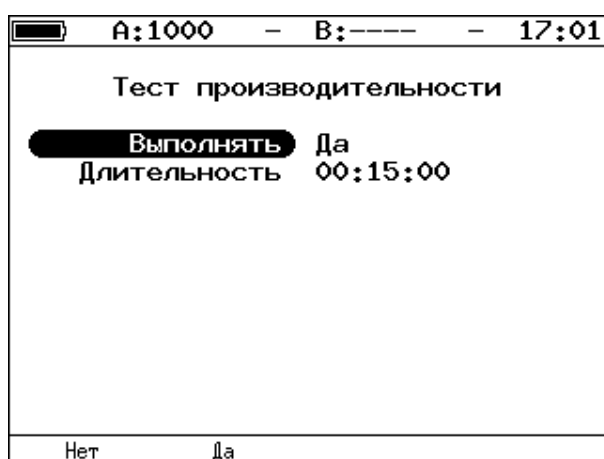 A:1000 – B:---- – 17:01
Тест производительности
Выполнять Да
Длительность 00:15:00
Нет Да